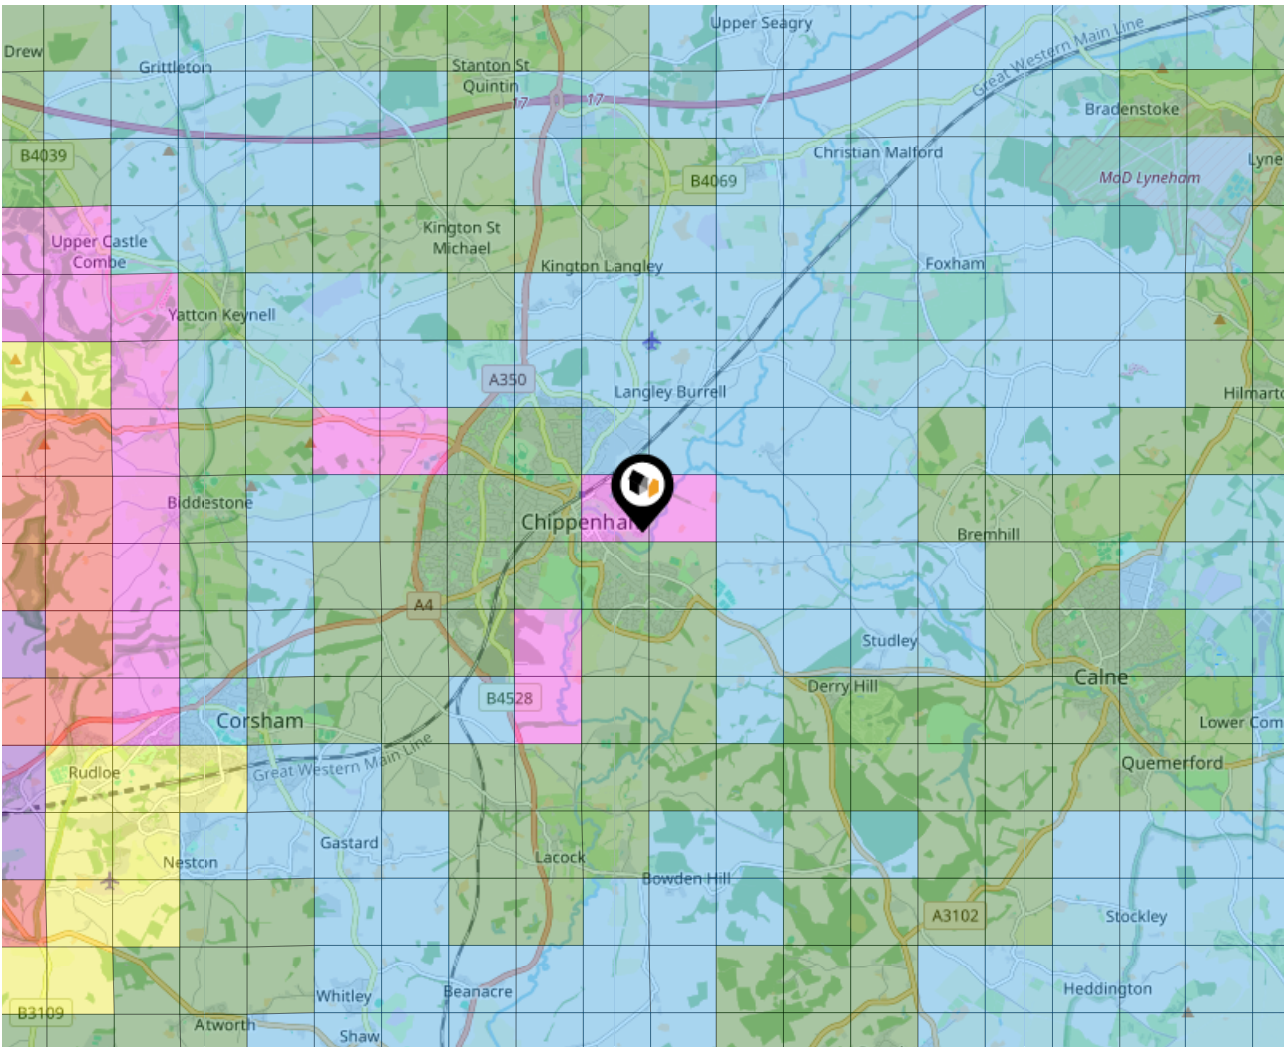 Upper Seagry
Great Western Main Line
Drew
Grittleton
Stanton St
Quintin
17
17
Bradenstoke
B4039
Christian Malford
Lyne
B4069
MoD Lyneham
Upper Castle
Combe
Kington St
Michael
Kington Langley
Foxham
Yatton Keynell
A350
Langley Burrell
Hilmarto
Biddestone
Chippenha
Bremhill
A4
Studley
Calne
Derry Hill
B4528
Corsham
Lower Com
Great Western Main Line
Rudloe
Quemerford
Gastard
Neston
Lacock
Bowden Hill
A3102
Stockley
Heddington
Whitley
Beanacre
B3109
Atworth
Shaw